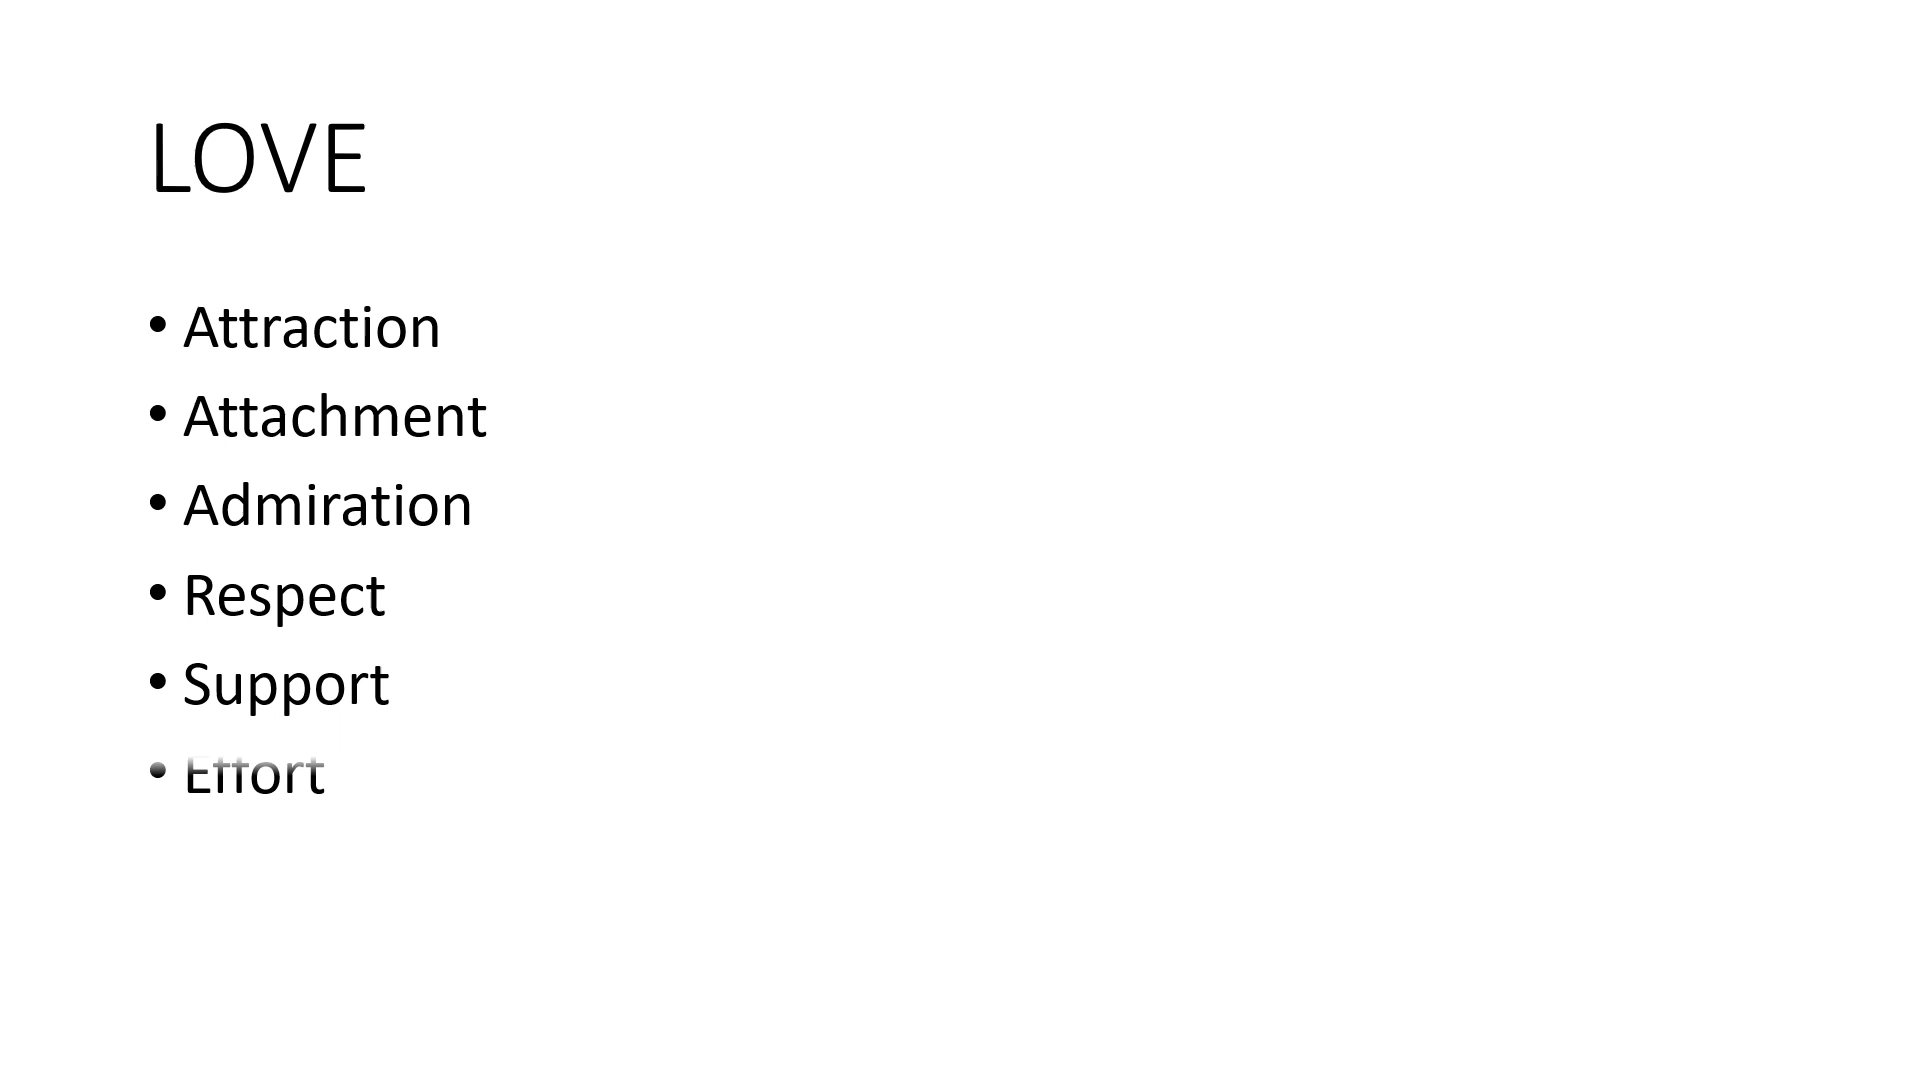 LOVE
• Attraction
• Attachment
• Admiration
• Respect
• Support
• Effort